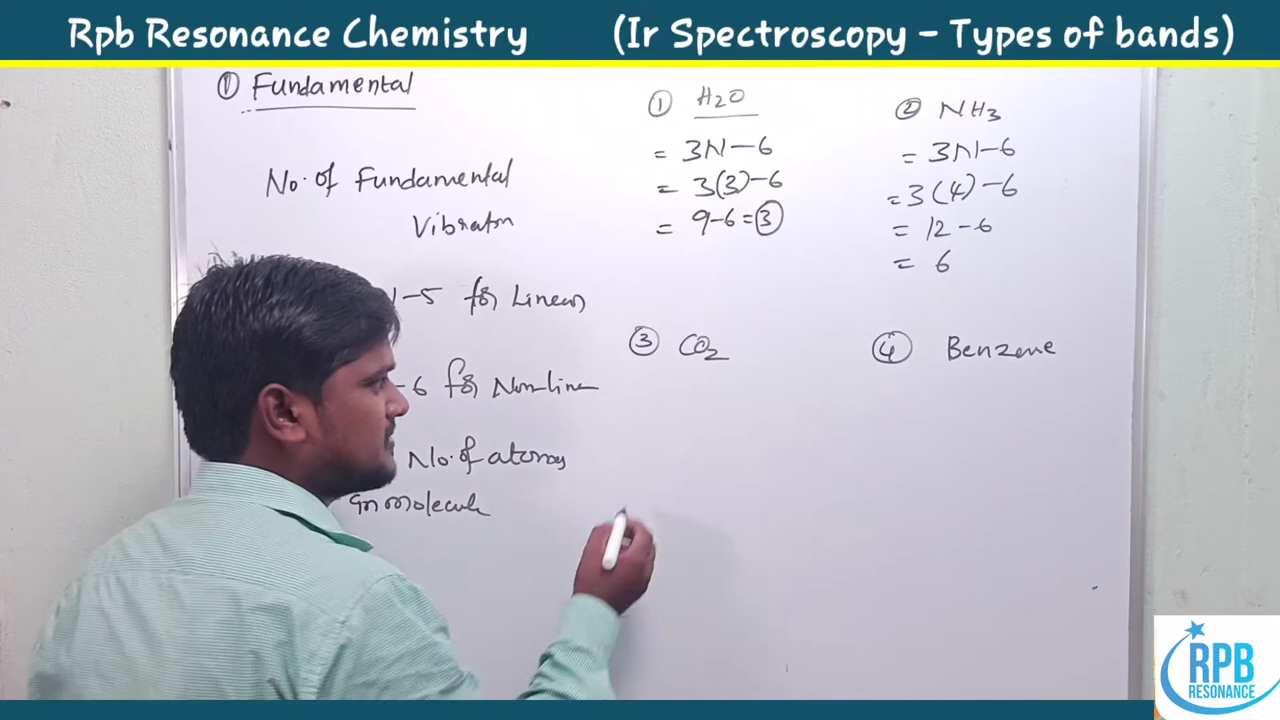 Rpb Resonance Chemistry (Ir Spectroscopy - Types of bands)
① Fundamental
No. of Fundamental
Vibration
-5 for Linear
-6 for Nonlinear
No. of atoms
in molecule
① H2O
= 3N-6
= 3(3)-6
= 9-6=③
② NH3
= 3N-6
=3(4)-6
= 12-6
= 6
③ CO2
④ Benzene
RPB
RESONANCE